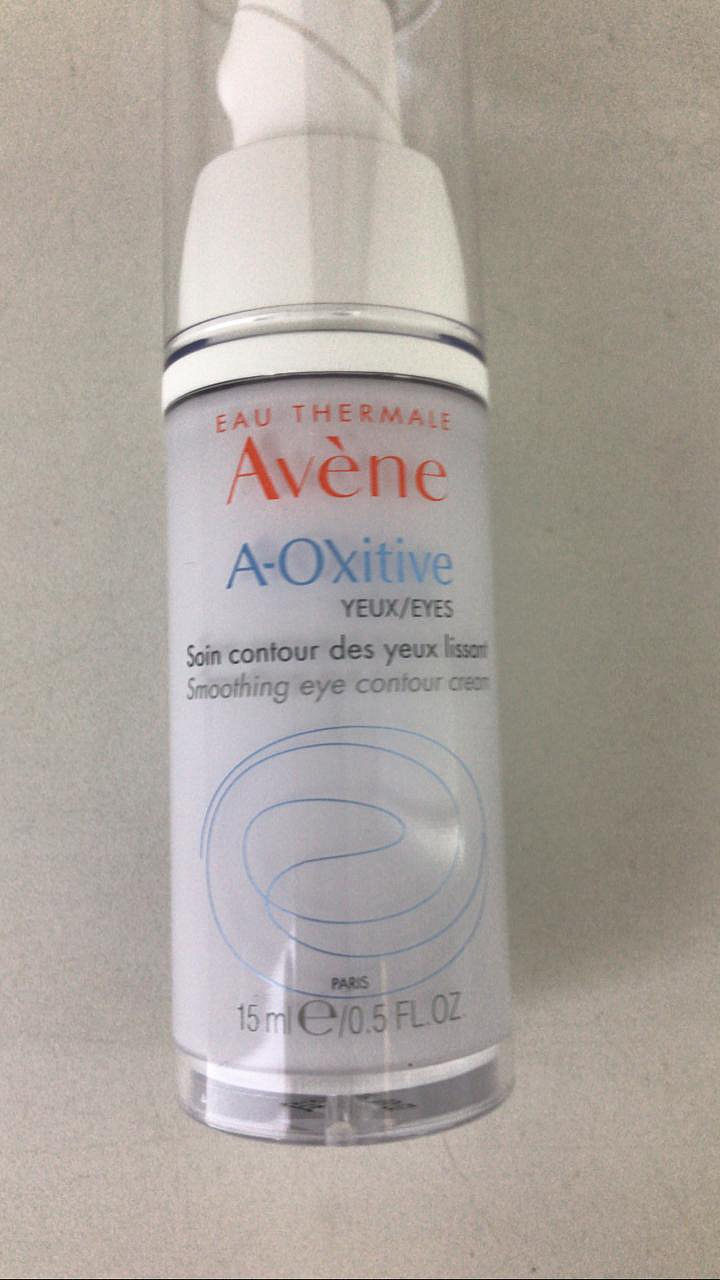 EAU THERMALE
Avène
A-OXitive
YEUX/EYES
Soin contour des yeux lissant
Smoothing eye contour cream
PARIS
15 ml e/0.5 FL.OZ.